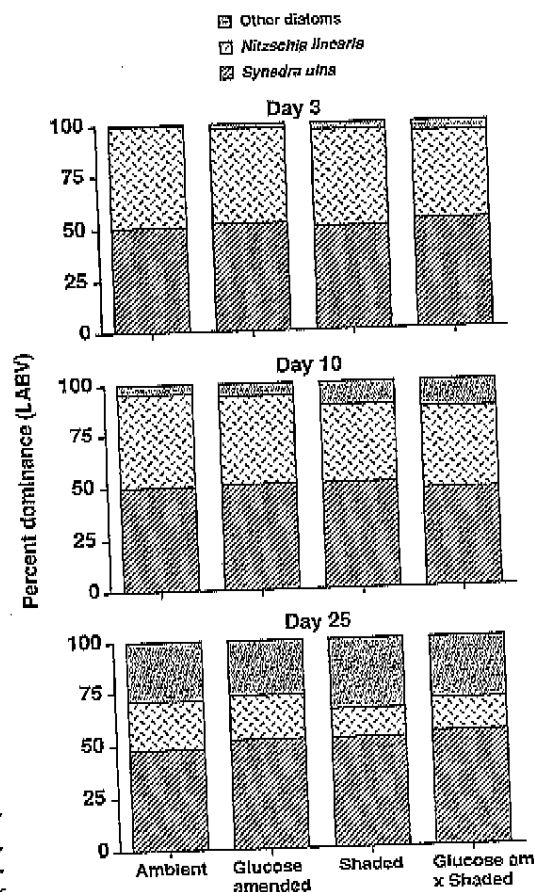 Other diatoms
Nitzschia linearis
Synedra ulna
Day 3
100
75
50
25
0
Day 10
100
75
50
25
0
Percent dominance (LABV)
Day 25
100
75
50
25
0
Ambient
Glucose
amended
Shaded
Glucose am
x Shaded